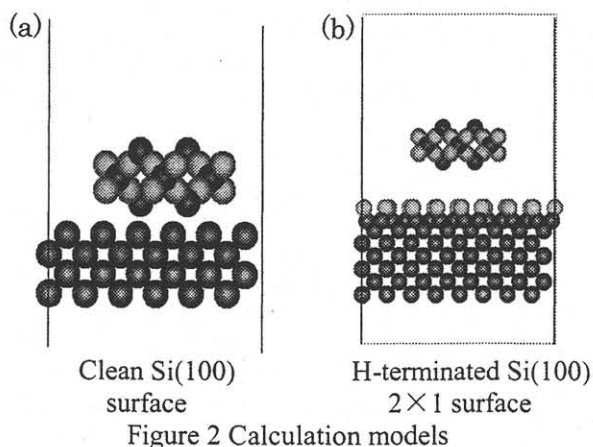 (a)
(b)
Clean Si(100)
surface
H-terminated Si(100)
2×1 surface
Figure 2 Calculation models